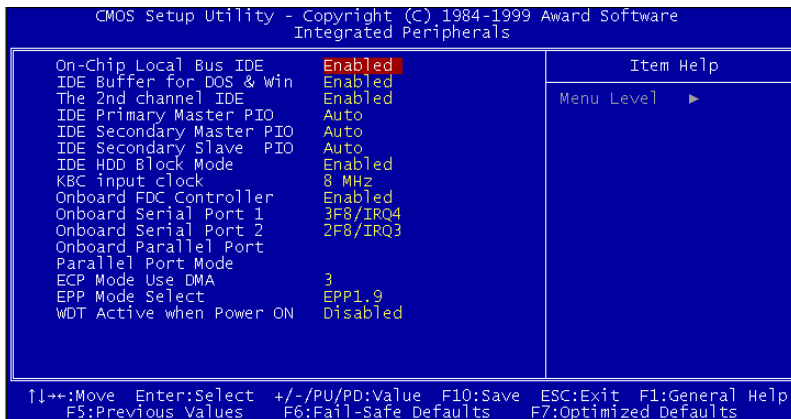 CMOS Setup Utility - Copyright (C) 1984-1999 Award Software
Integrated Peripherals
On-Chip Local Bus IDE Enabled
IDE Buffer for DOS & Win Enabled
The 2nd channel IDE Enabled
IDE Primary Master PIO Auto
IDE Secondary Master PIO Auto
IDE Secondary Slave PIO Auto
IDE HDD Block Mode Enabled
KBC input clock 8 MHz
Onboard FDC Controller Enabled
Onboard Serial Port 1 3F8/IRQ4
Onboard Serial Port 2 2F8/IRQ3
Onboard Parallel Port
Parallel Port Mode
ECP Mode Use DMA 3
EPP Mode Select EPP1.9
WDT Active when Power ON Disabled
Item Help
Menu Level ►
↑↓→←:Move Enter:Select +/-/PU/PD:Value F10:Save ESC:Exit F1:General Help
F5:Previous Values F6:Fail-Safe Defaults F7:Optimized Defaults